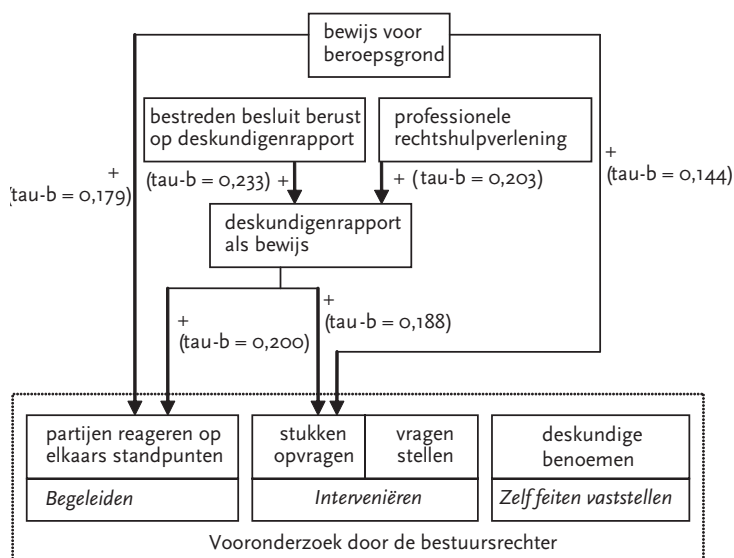 bewijs voor
beroepsgrond
bestreden besluit berust
op deskundigenrapport
professionele
rechtshulpverlening
+
(tau-b = 0,179)
(tau-b = 0,233) +
+ (tau-b = 0,203)
+
(tau-b = 0,144)
deskundigenrapport
als bewijs
+
(tau-b = 0,200)
+
(tau-b = 0,188)
partijen reageren op
elkaars standpunten
Begeleiden
stukken
opvragen
vragen
stellen
Interveniëren
deskundige
benoemen
Zelf feiten vaststellen
Vooronderzoek door de bestuursrechter